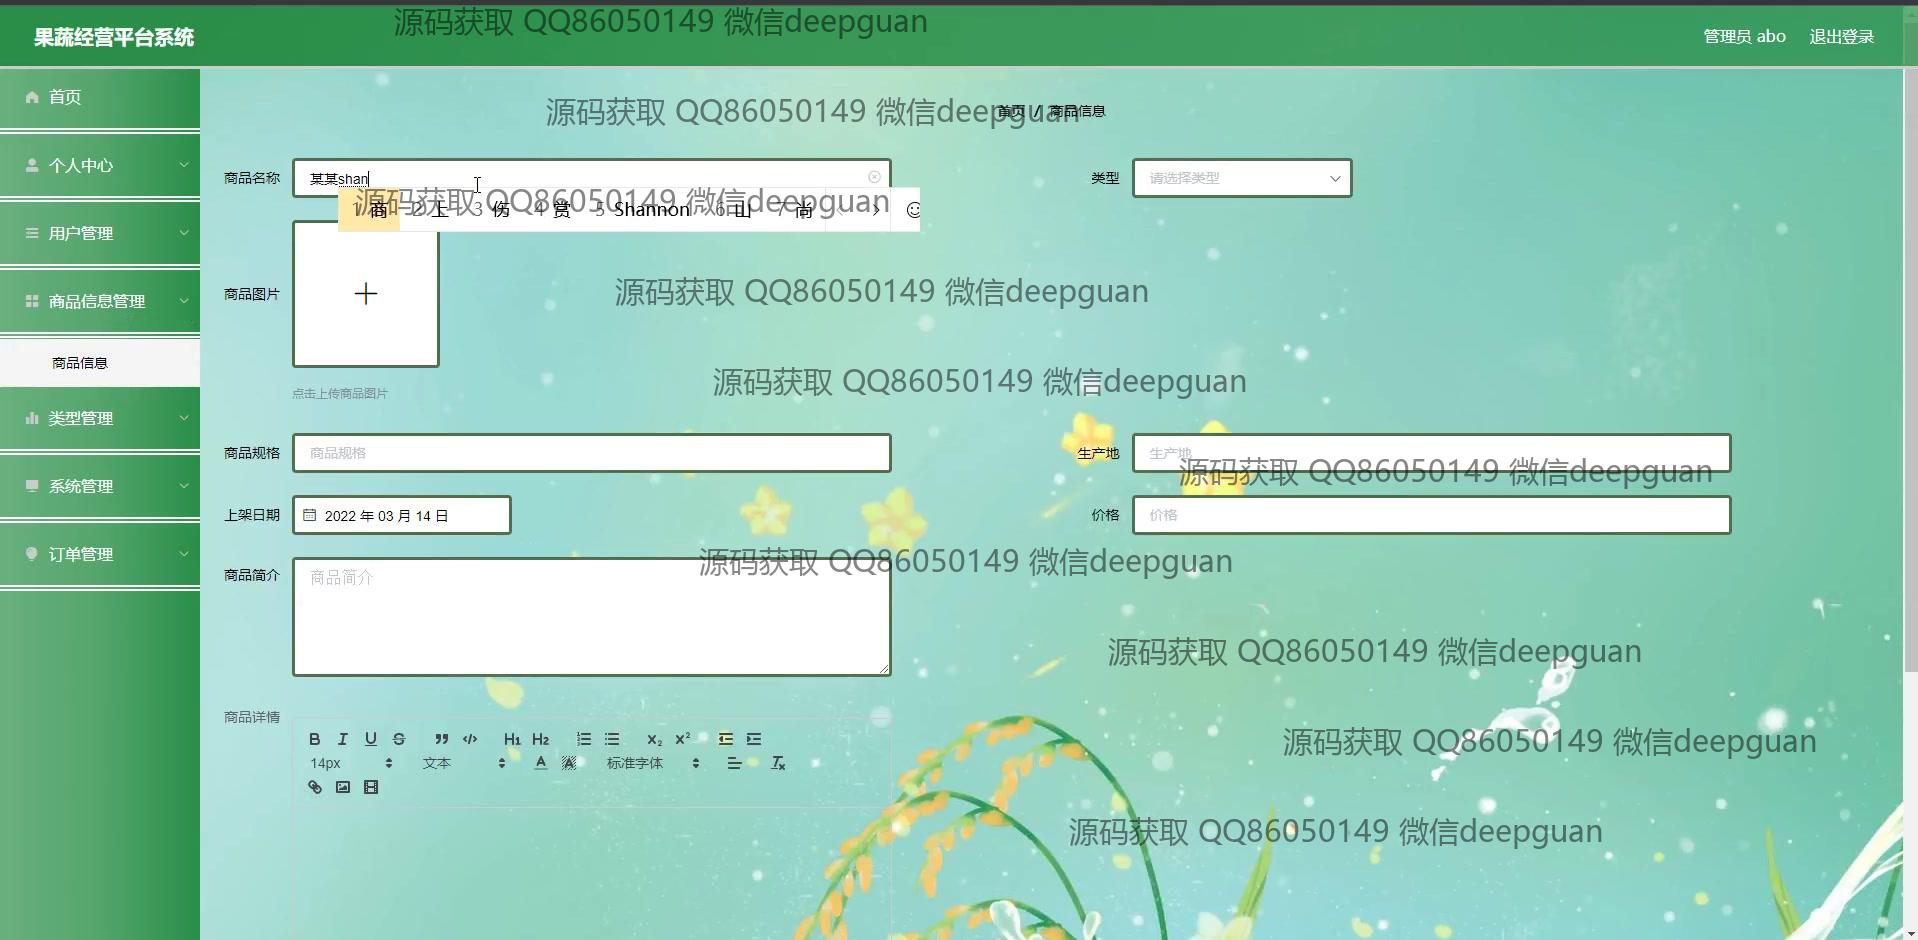 源码获取 QQ86050149 微信deepguan
果蔬经营平台系统
管理员 abo 退出登录
首页
源码获取 QQ86050149 微信deepguan
首页 / 商品信息
个人中心
商品名称 某某shan
类型 请选择类型
源码获取 QQ86050149 微信deepguan
1 商 2 上 3 伤 4 赏 5 Shannon 6 山 7 尚
用户管理
商品图片
源码获取 QQ86050149 微信deepguan
商品信息管理
商品信息
源码获取 QQ86050149 微信deepguan
点击上传商品图片
类型管理
商品规格 商品规格
生产地 生产地
源码获取 QQ86050149 微信deepguan
系统管理
上架日期 2022 年 03 月 14 日
价格 价格
订单管理
源码获取 QQ86050149 微信deepguan
商品简介 商品简介
源码获取 QQ86050149 微信deepguan
商品详情
B I U S H1 H2 X2 X2
源码获取 QQ86050149 微信deepguan
14px 文本 A A 标准字体 Tx
源码获取 QQ86050149 微信deepguan